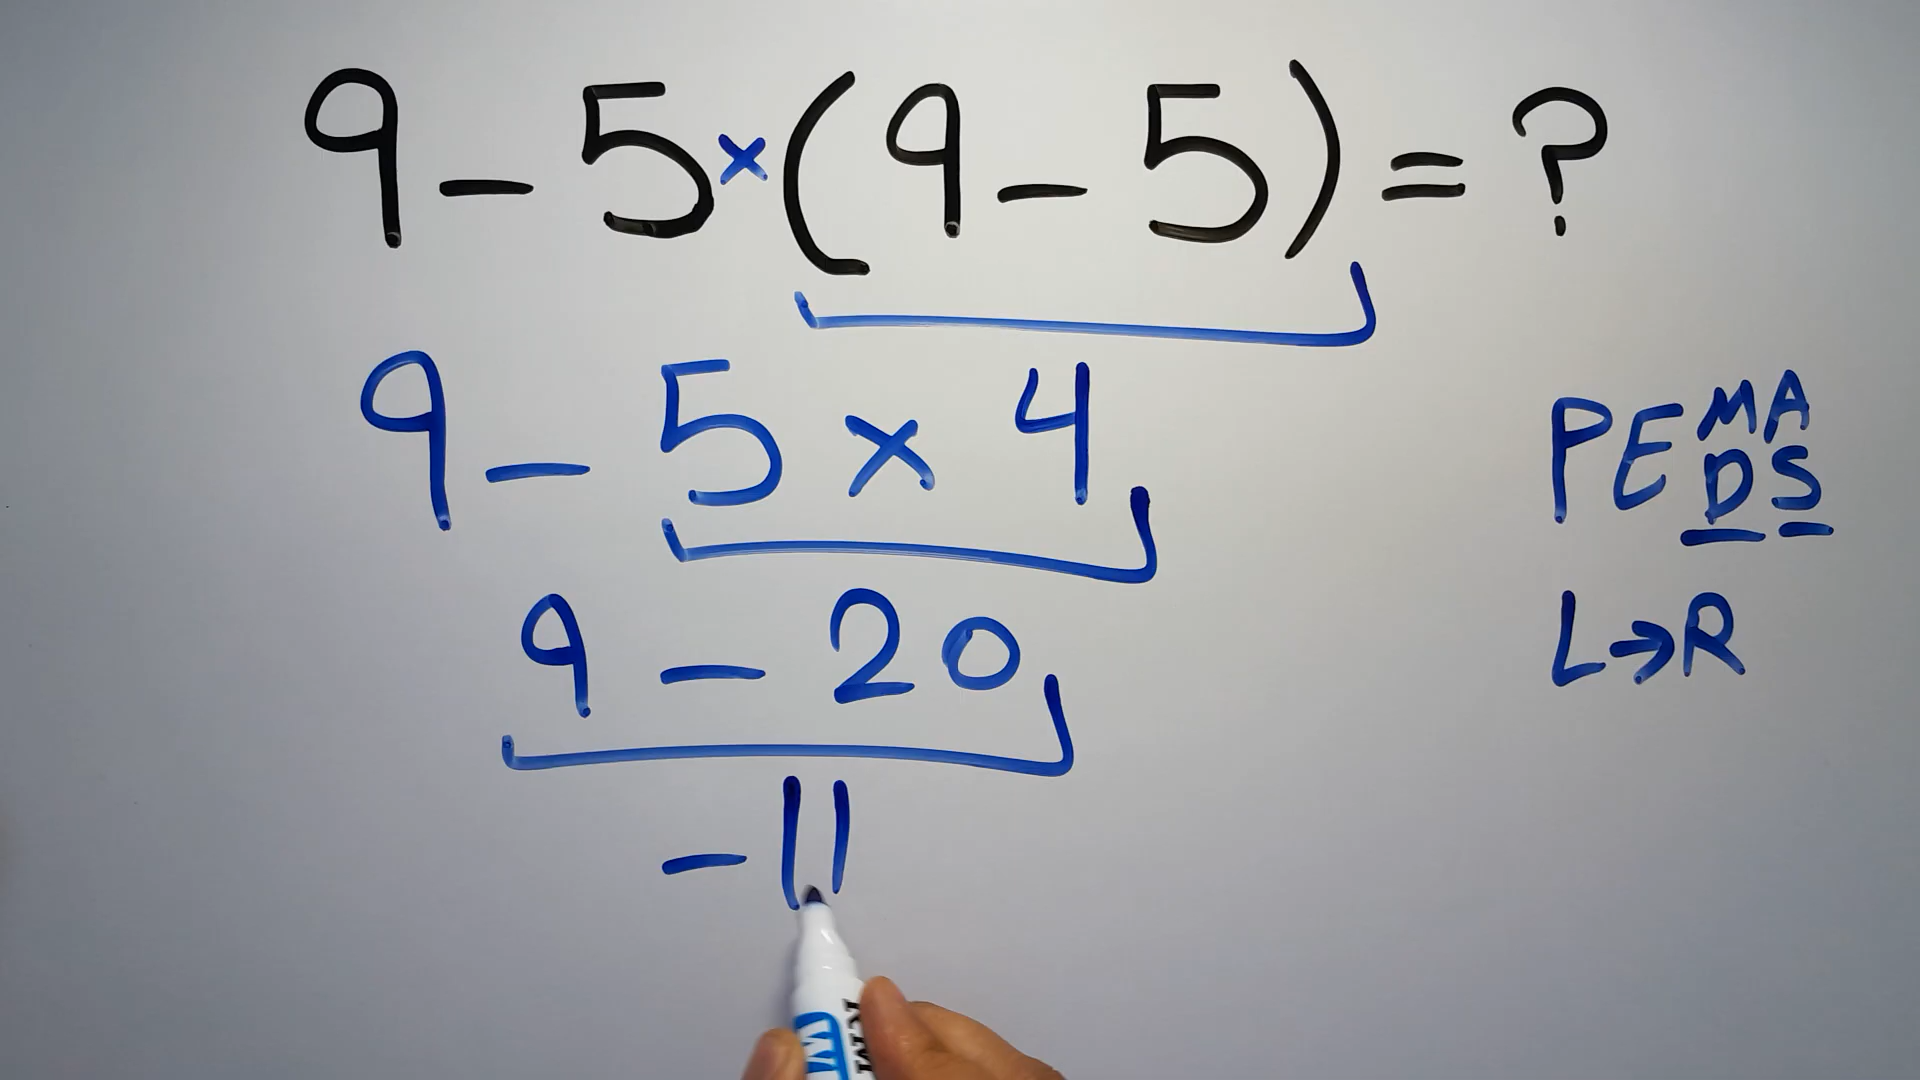 9 - 5 × (9 - 5) = ?
9 - 5 × 4
PE MA
DS
9 - 20
L→R
- 11